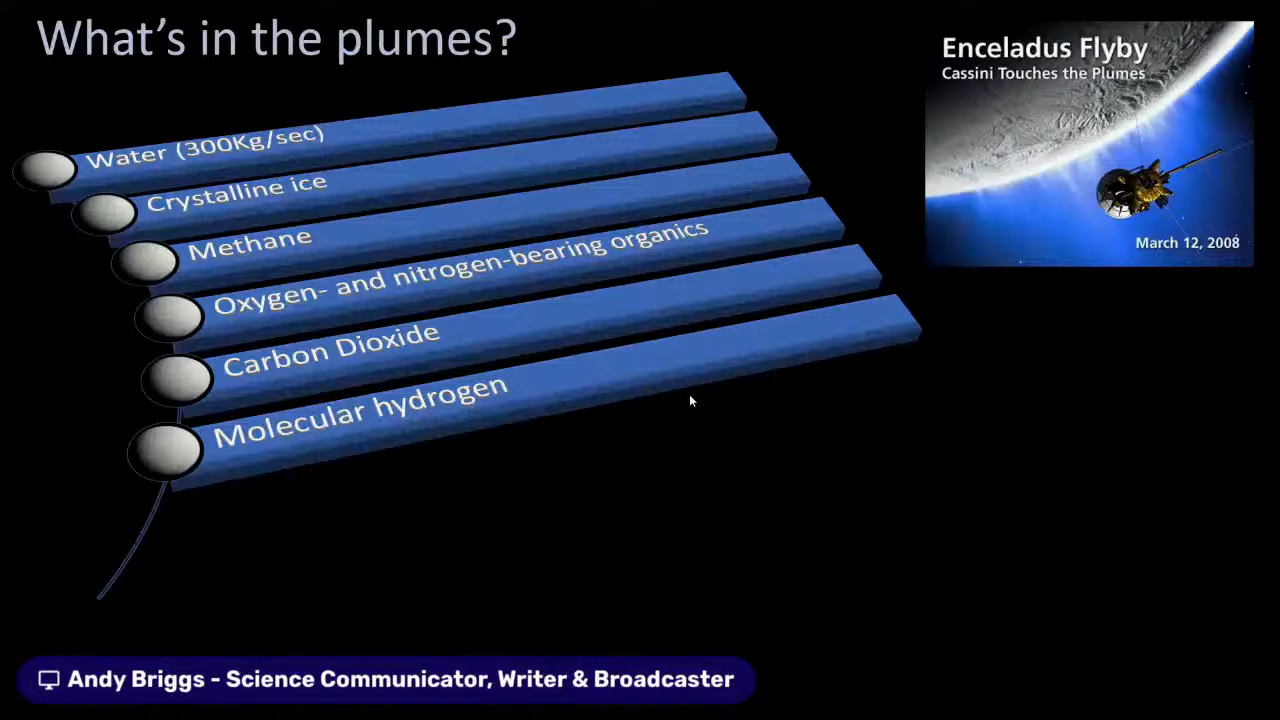 What's in the plumes?
Enceladus Flyby
Cassini Touches the Plumes
March 12, 2008
Water (300Kg/sec)
Crystalline ice
Methane
Oxygen- and nitrogen-bearing organics
Carbon Dioxide
Molecular hydrogen
Andy Briggs - Science Communicator, Writer & Broadcaster